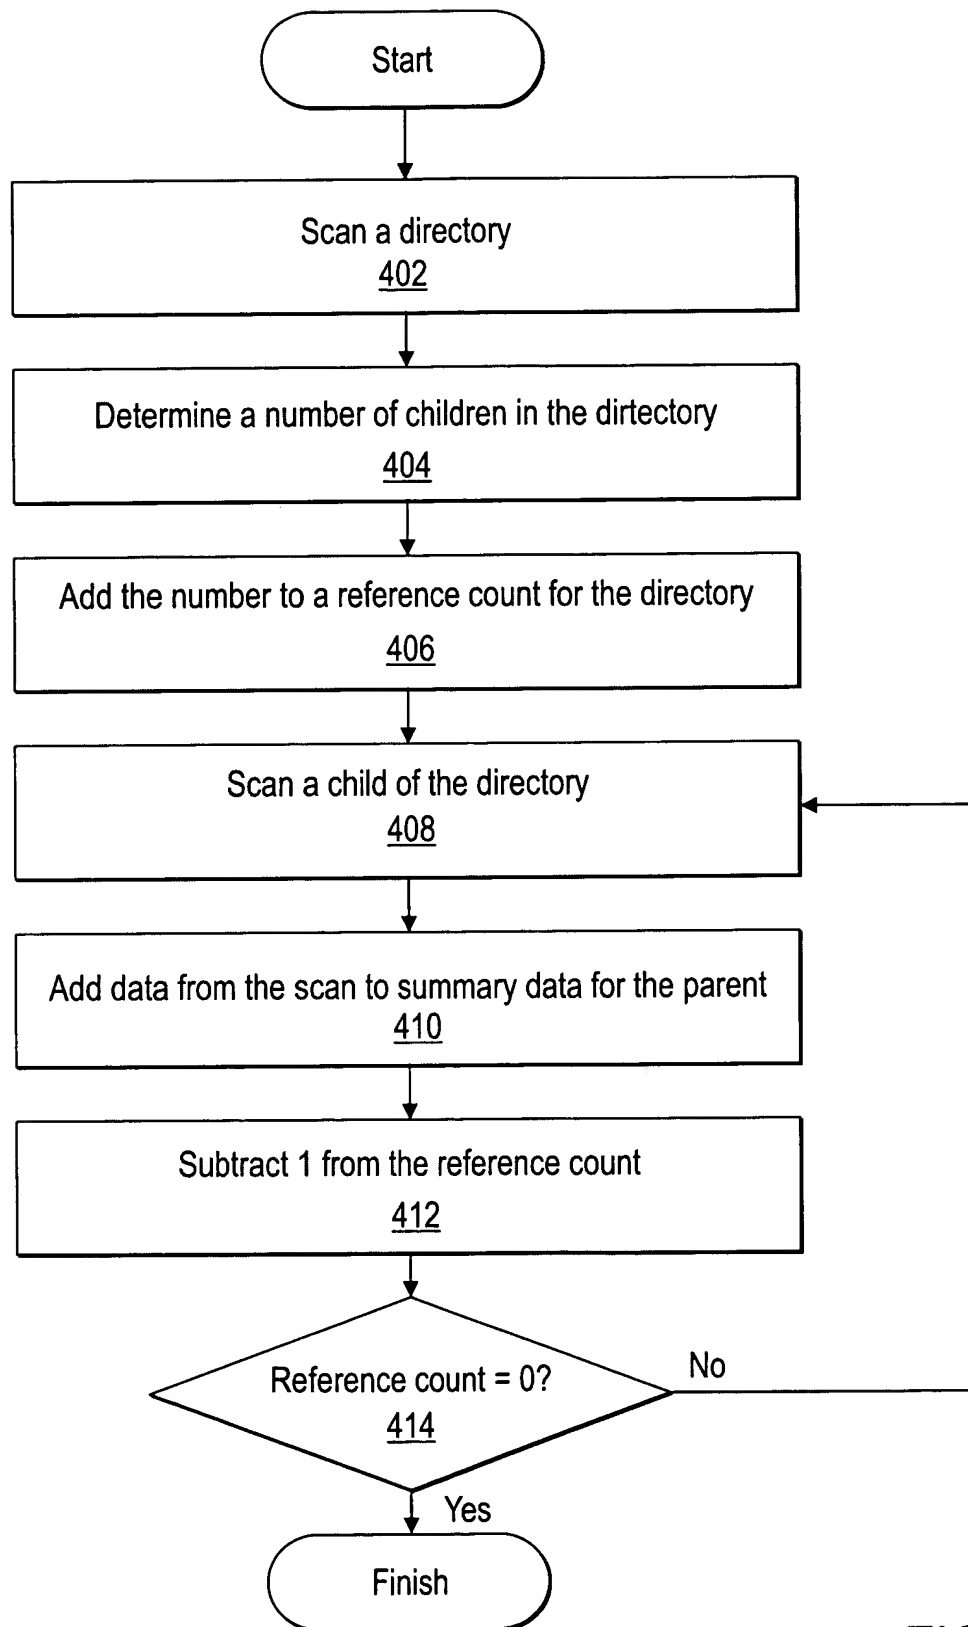 Start
Scan a directory
402
Determine a number of children in the dirtectory
404
Add the number to a reference count for the directory
406
Scan a child of the directory
408
Add data from the scan to summary data for the parent
410
Subtract 1 from the reference count
412
Reference count = 0?
414
No
Yes
Finish